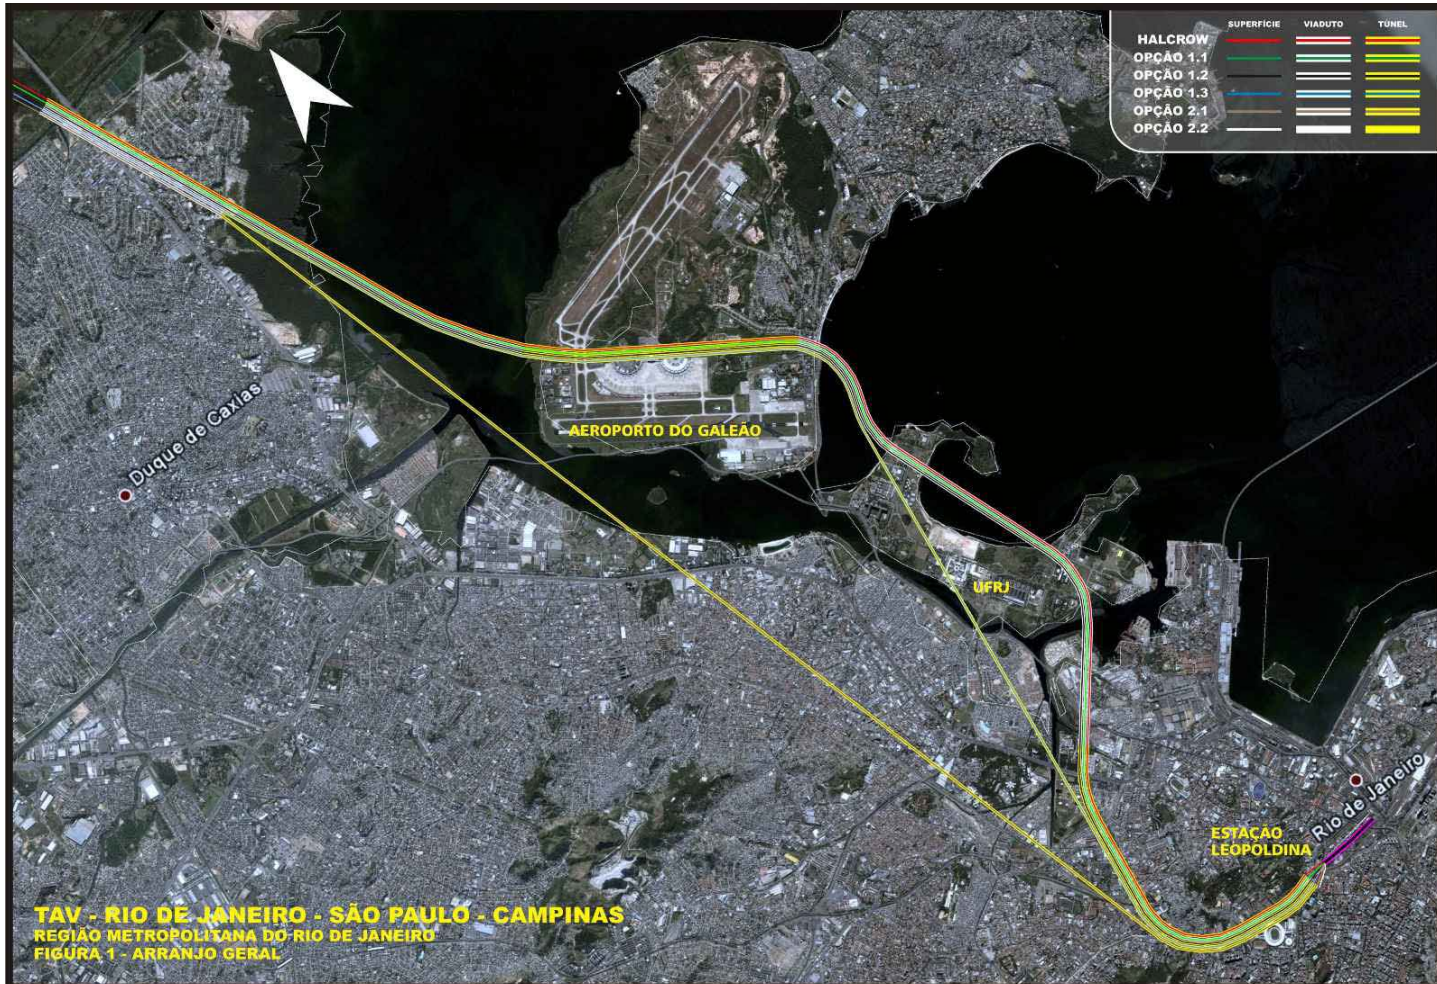 SUPERFÍCIE VIADUTO TÚNEL
HALCROW
OPÇÃO 1.1
OPÇÃO 1.2
OPÇÃO 1.3
OPÇÃO 2.1
OPÇÃO 2.2
Duque de Caxias
AEROPORTO DO GALEÃO
UFRJ
Rio de Janeiro
ESTAÇÃO
LEOPOLDINA
TAV - RIO DE JANEIRO - SÃO PAULO - CAMPINAS
REGIÃO METROPOLITANA DO RIO DE JANEIRO
FIGURA 1 - ARRANJO GERAL